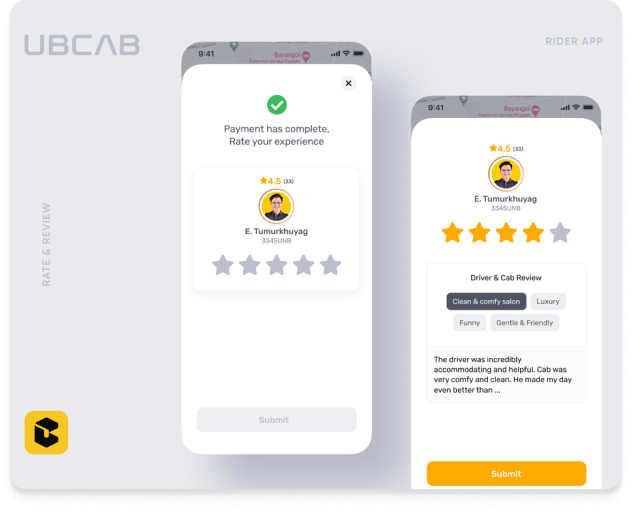 UBCAB
RIDER APP
RATE & REVIEW
9:41
Bayangol
Payment has complete,
Rate your experience
4.5 (33)
E. Tumurkhuyag
3345UNB
Submit
9:41
Bayangol
4.5 (33)
E. Tumurkhuyag
3345UNB
Driver & Cab Review
Clean & comfy salon
Luxury
Funny
Gentle & Friendly
The driver was incredibly
accommodating and helpful. Cab was
very comfy and clean. He made my day
even better than ...
Submit